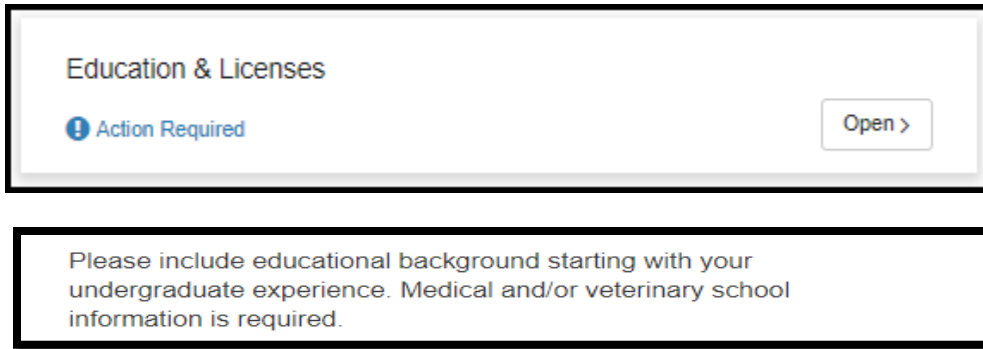 Education & Licenses
Action Required
Open >
Please include educational background starting with your
undergraduate experience. Medical and/or veterinary school
information is required.